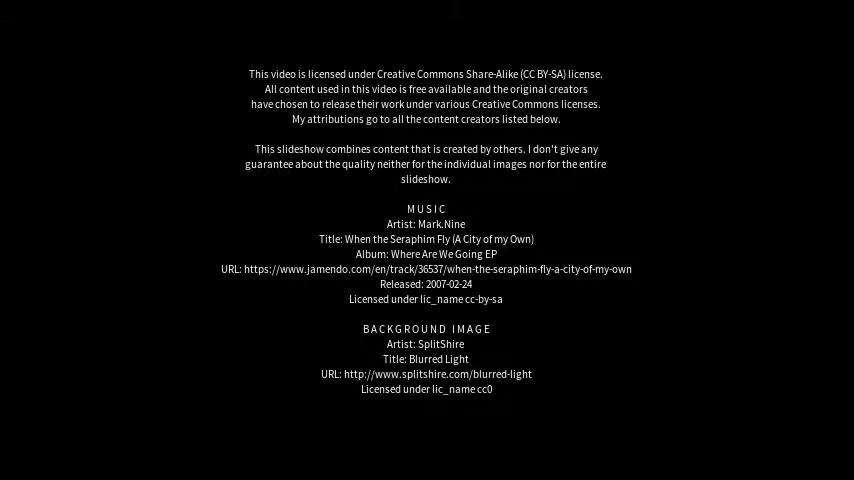 This video is licensed under Creative Commons Share-Alike (CC BY-SA) license.
All content used in this video is free available and the original creators
have chosen to release their work under various Creative Commons licenses.
My attributions go to all the content creators listed below.
This slideshow combines content that is created by others. I don't give any
guarantee about the quality neither for the individual images nor for the entire
slideshow.
MUSIC
Artist: Mark.Nine
Title: When the Seraphim Fly (A City of my Own)
Album: Where Are We Going EP
URL: https://www.jamendo.com/en/track/36537/when-the-seraphim-fly-a-city-of-my-own
Released: 2007-02-24
Licensed under lic_name cc-by-sa
BACKGROUND IMAGE
Artist: SplitShire
Title: Blurred Light
URL: http://www.splitshire.com/blurred-light
Licensed under lic_name cc0